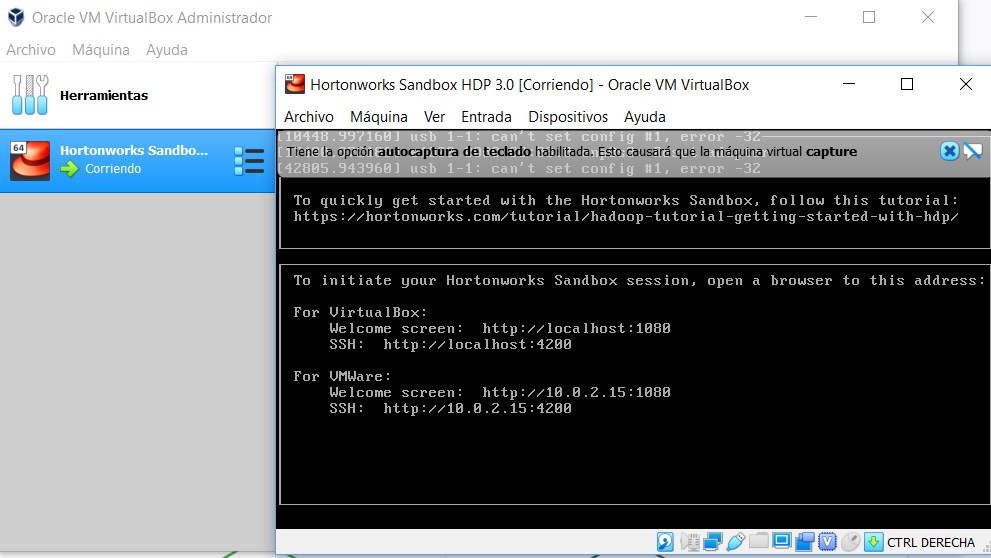 Oracle VM VirtualBox Administrador
Archivo Máquina Ayuda
Herramientas
64
Hortonworks Sandbo...
Corriendo
64
Hortonworks Sandbox HDP 3.0 [Corriendo] - Oracle VM VirtualBox
Archivo Máquina Ver Entrada Dispositivos Ayuda
[10448.997160] usb 1-1: can't set config #1, error -32
Tiene la opción autocaptura de teclado habilitada. Esto causará que la máquina virtual capture
[42805.943960] usb 1-1: can't set config #1, error -32
To quickly get started with the Hortonworks Sandbox, follow this tutorial:
https://hortonworks.com/tutorial/hadoop-tutorial-getting-started-with-hdp/
To initiate your Hortonworks Sandbox session, open a browser to this address:
For VirtualBox:
Welcome screen: http://localhost:1080
SSH: http://localhost:4200
For VMWare:
Welcome screen: http://10.0.2.15:1080
SSH: http://10.0.2.15:4200
CTRL DERECHA